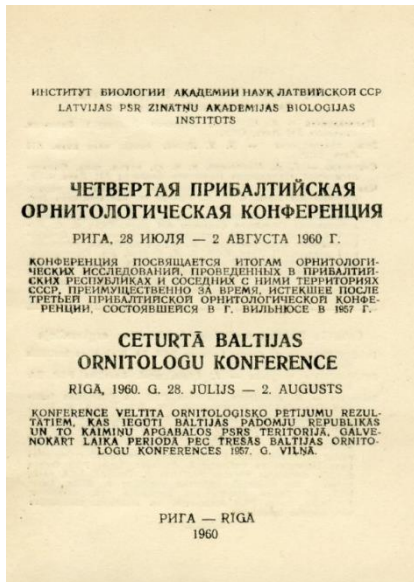 ИНСТИТУТ БИОЛОГИИ АКАДЕМИИ НАУК ЛАТВИЙСКОЙ ССР
LATVIJAS PSR ZINĀTŅU AKADĒMIJAS BIOLOĢIJAS
INSTITŪTS
ЧЕТВЕРТАЯ ПРИБАЛТИЙСКАЯ
ОРНИТОЛОГИЧЕСКАЯ КОНФЕРЕНЦИЯ
РИГА, 28 ИЮЛЯ — 2 АВГУСТА 1960 Г.
КОНФЕРЕНЦИЯ ПОСВЯЩАЕТСЯ ИТОГАМ ОРНИТОЛОГИ-
ЧЕСКИХ ИССЛЕДОВАНИЙ, ПРОВЕДЕННЫХ В ПРИБАЛТИЙ-
СКИХ РЕСПУБЛИКАХ И СОСЕДНИХ С НИМИ ТЕРРИТОРИЯХ
СССР, ПРЕИМУЩЕСТВЕННО ЗА ВРЕМЯ, ИСТЕКШЕЕ ПОСЛЕ
ТРЕТЬЕЙ ПРИБАЛТИЙСКОЙ ОРНИТОЛОГИЧЕСКОЙ КОНФЕ-
РЕНЦИИ, СОСТОЯВШЕЙСЯ В Г. ВИЛЬНЮСЕ В 1957 Г.
CETURTĀ BALTIJAS
ORNITOLOGU KONFERENCE
RĪGĀ, 1960. G. 28. JŪLIJS — 2. AUGUSTS
KONFERENCE VELTĪTA ORNITOLOĢISKO PĒTĪJUMU REZUL-
TĀTIEM, KAS IEGŪTI BALTIJAS PADOMJU REPUBLIKĀS
UN TO KAIMIŅU APGABALOS PSRS TERITORIJĀ, GALVE-
NOKĀRT LAIKA PERIODĀ PĒC TREŠĀS BALTIJAS ORNITO-
LOGU KONFERENCES 1957. G. VIĻŅĀ.
РИГА — RĪGĀ
1960